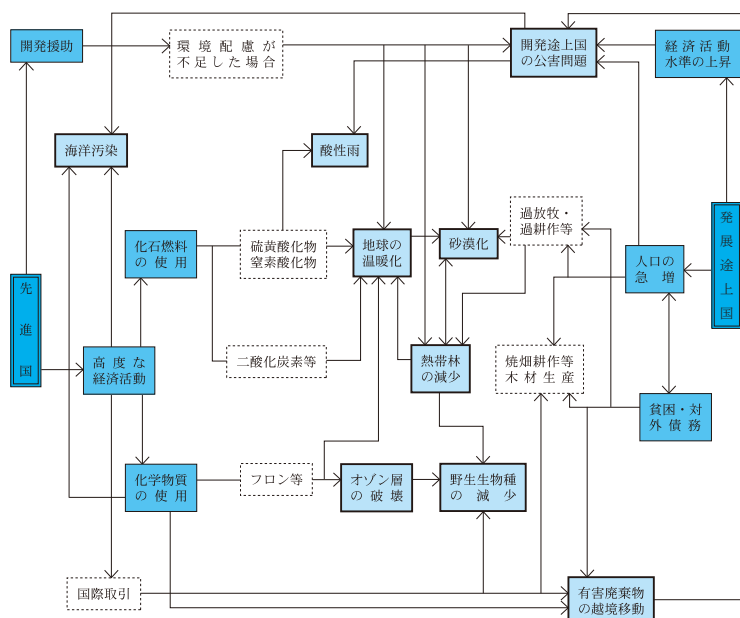 開発援助
環境配慮が
不足した場合
開発途上国
の公害問題
経済活動
水準の上昇
海洋汚染
酸性雨
化石燃料
の使用
硫黄酸化物
窒素酸化物
地球の
温暖化
砂漠化
過放牧・
過耕作等
人口の
急増
発展途上国
先進国
高度な
経済活動
二酸化炭素等
熱帯林
の減少
焼畑耕作等
木材生産
貧困・対
外債務
化学物質
の使用
フロン等
オゾン層
の破壊
野生生物種
の減少
国際取引
有害廃棄物
の越境移動